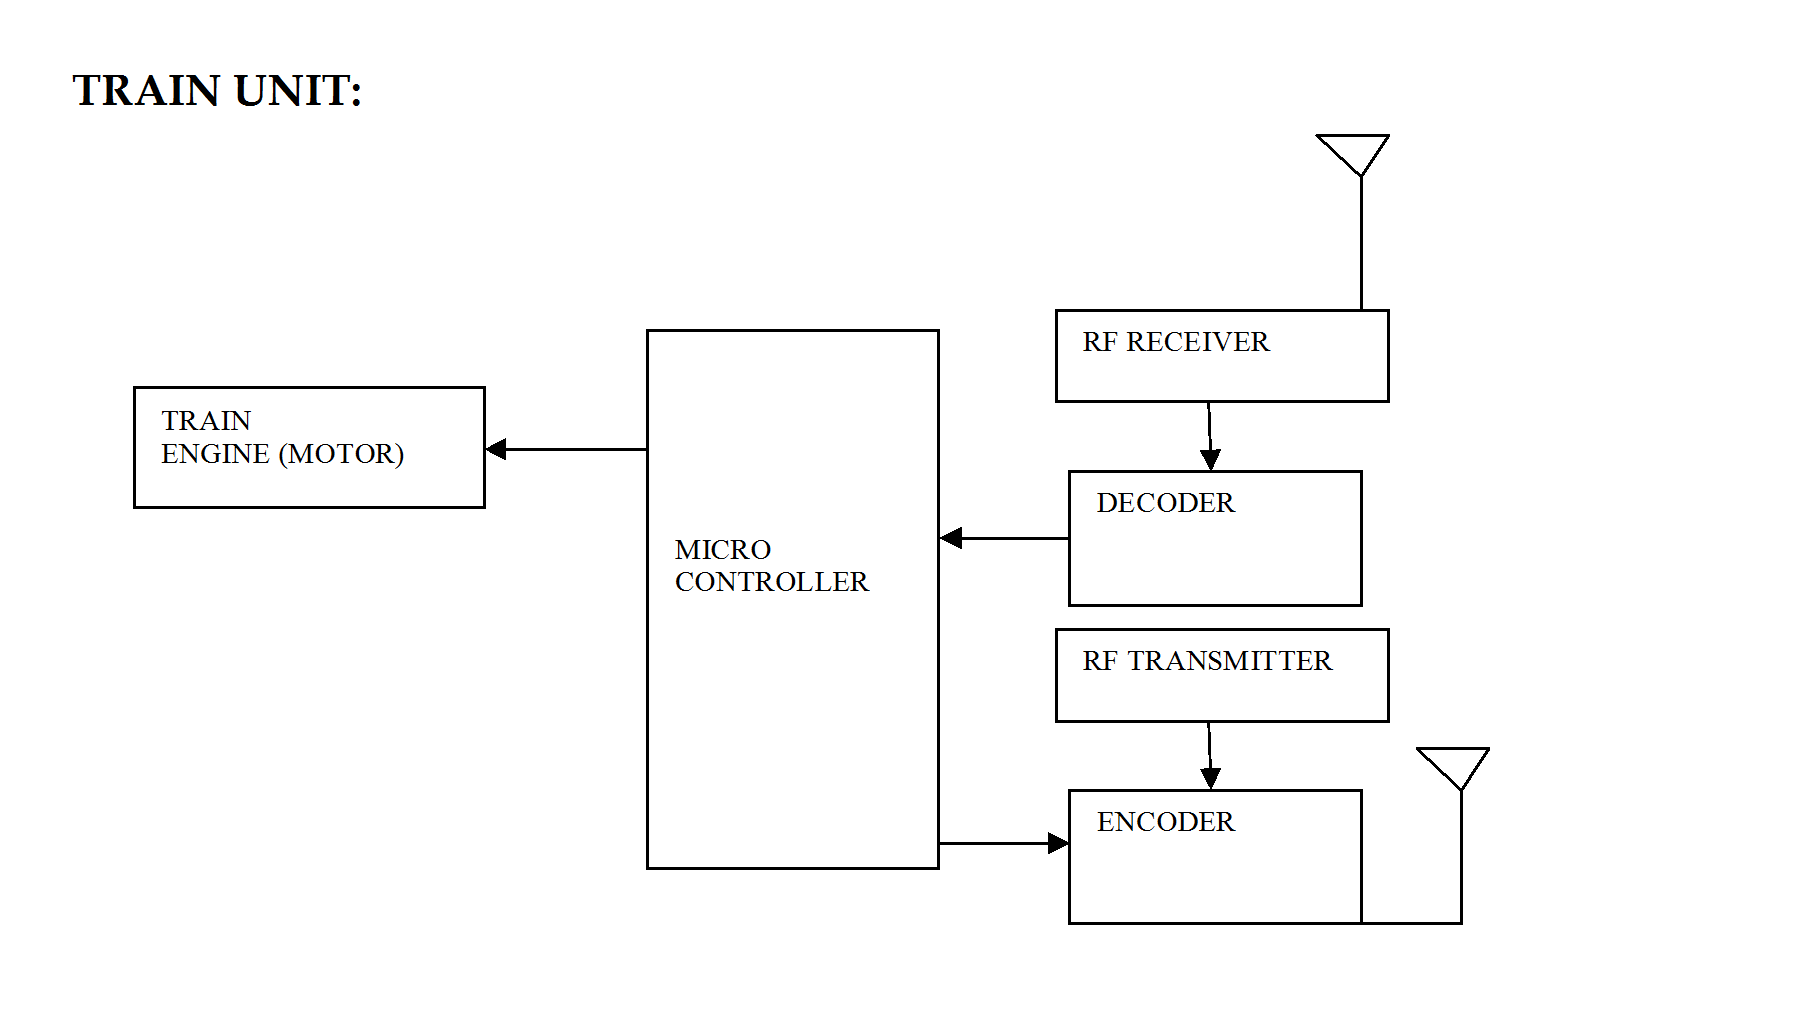 TRAIN UNIT:
RF RECEIVER
TRAIN
ENGINE (MOTOR)
DECODER
MICRO
CONTROLLER
RF TRANSMITTER
ENCODER